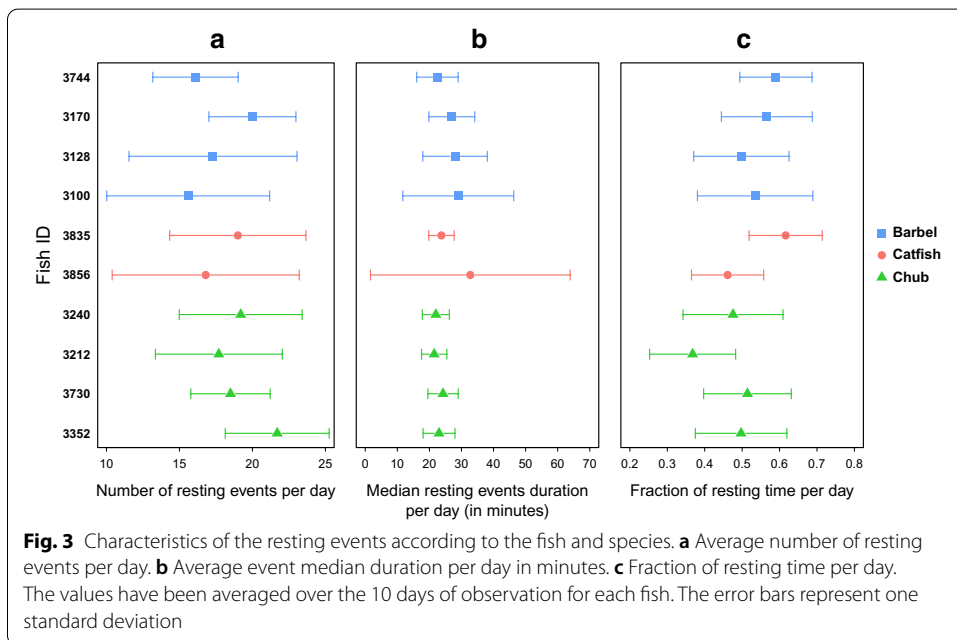 a b c
Fish ID
3744
3170
3128
3100
3835
3856
3240
3212
3730
3352
Barbel
Catfish
Chub
10 15 20 25
0 10 20 30 40 50 60 70
0.2 0.3 0.4 0.5 0.6 0.7 0.8
Number of resting events per day
Median resting events duration
per day (in minutes)
Fraction of resting time per day
Fig. 3 Characteristics of the resting events according to the fish and species. a Average number of resting
events per day. b Average event median duration per day in minutes. c Fraction of resting time per day.
The values have been averaged over the 10 days of observation for each fish. The error bars represent one
standard deviation